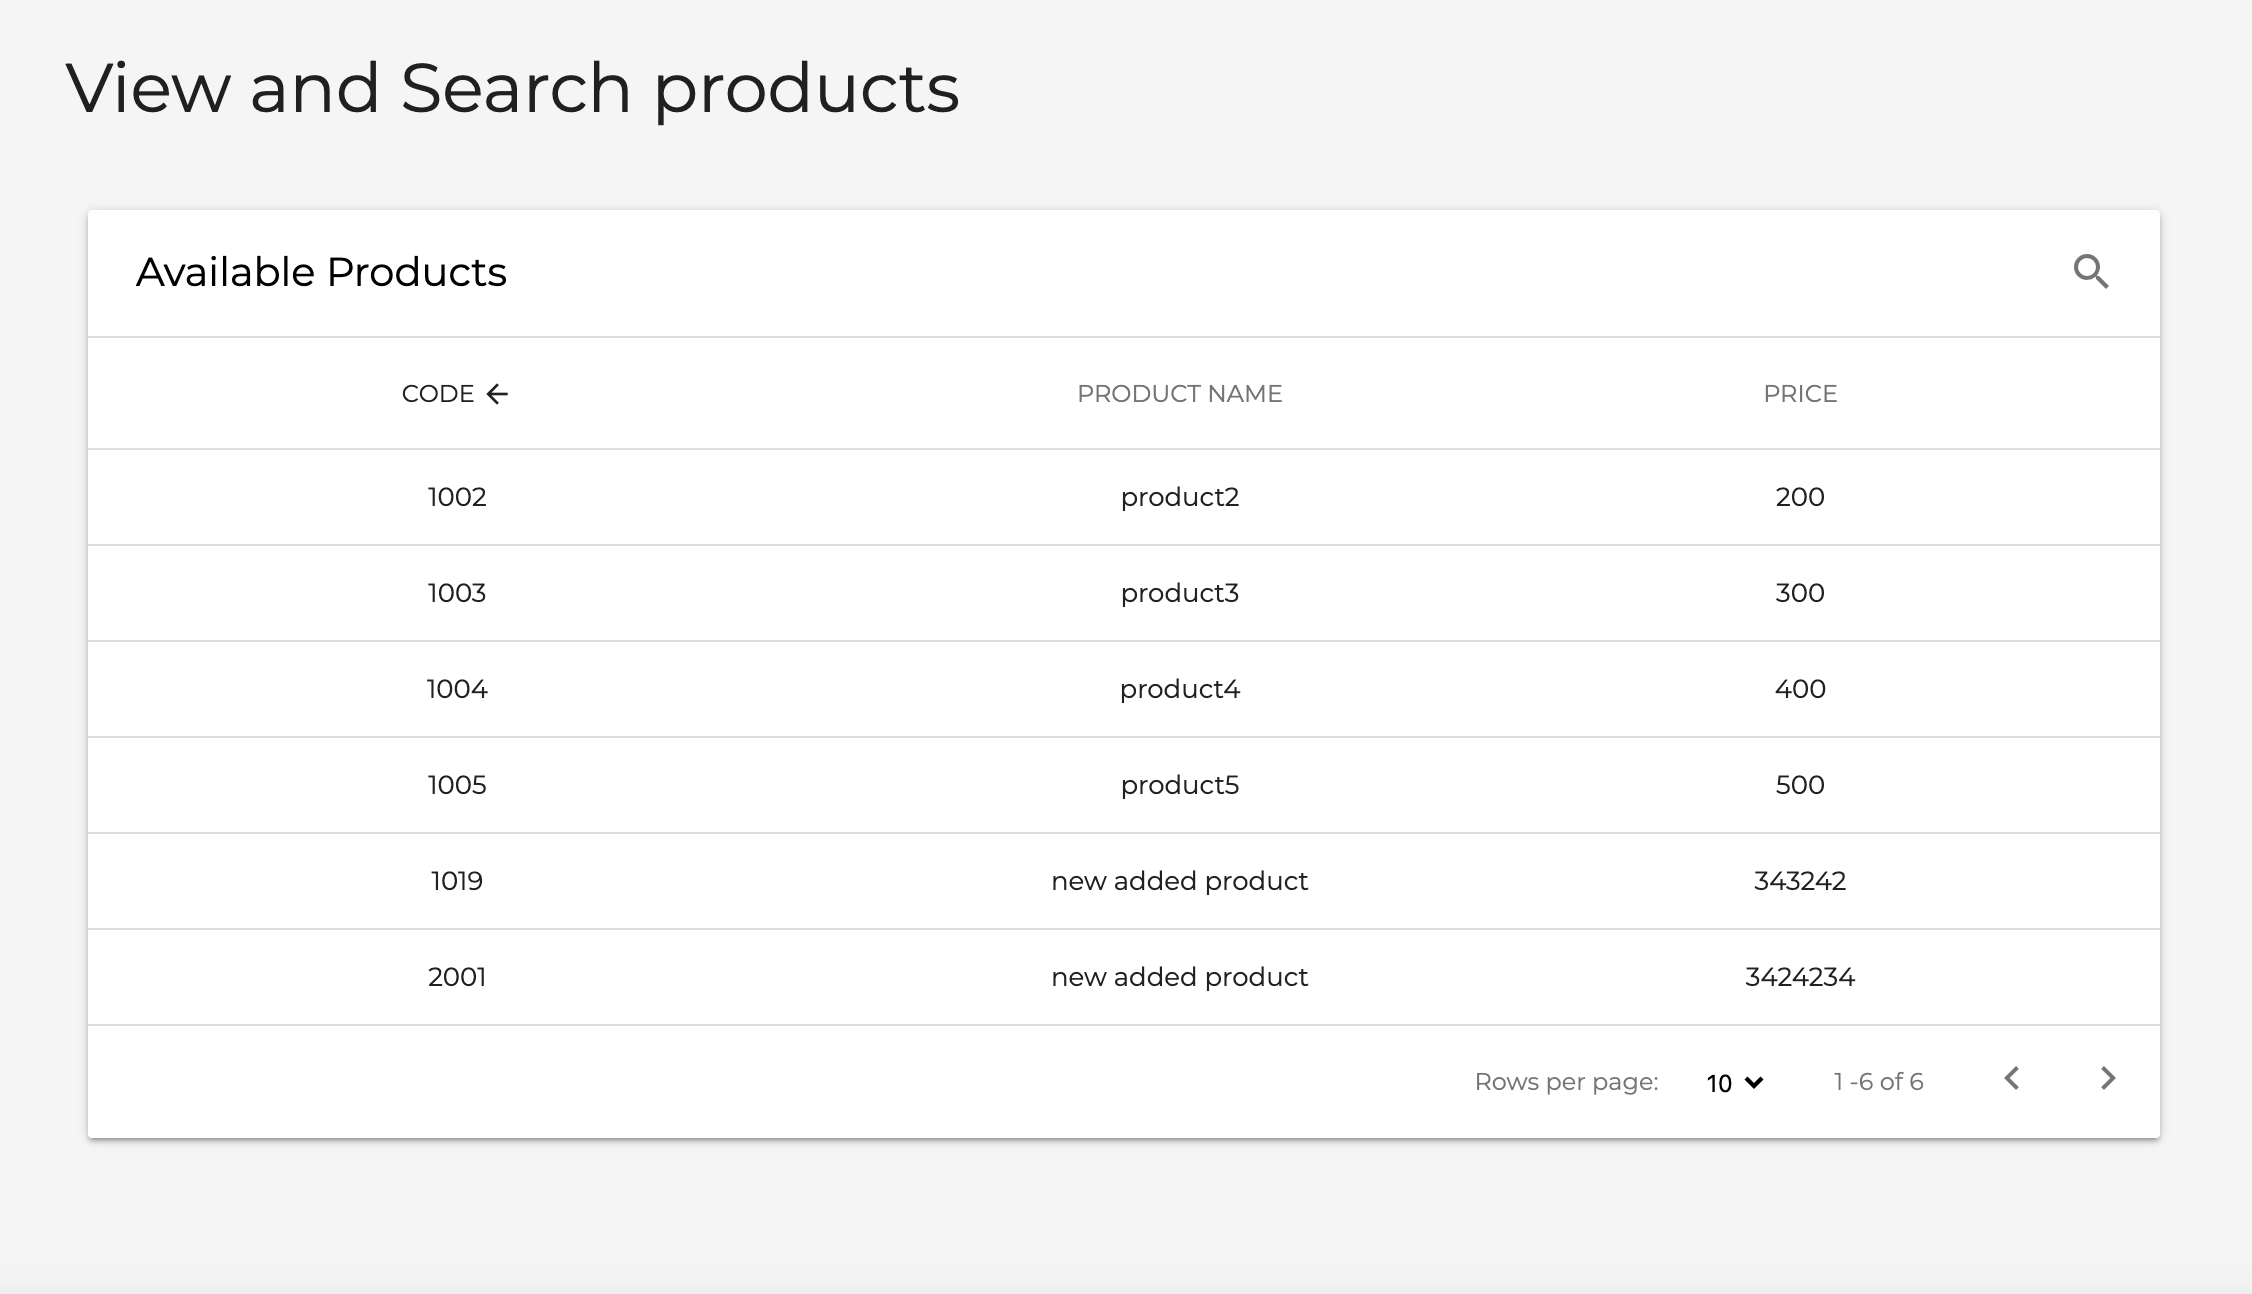 View and Search products
Available Products
CODE PRODUCT NAME PRICE
1002 product2 200
1003 product3 300
1004 product4 400
1005 product5 500
1019 new added product 343242
2001 new added product 3424234
Rows per page: 10 1 -6 of 6